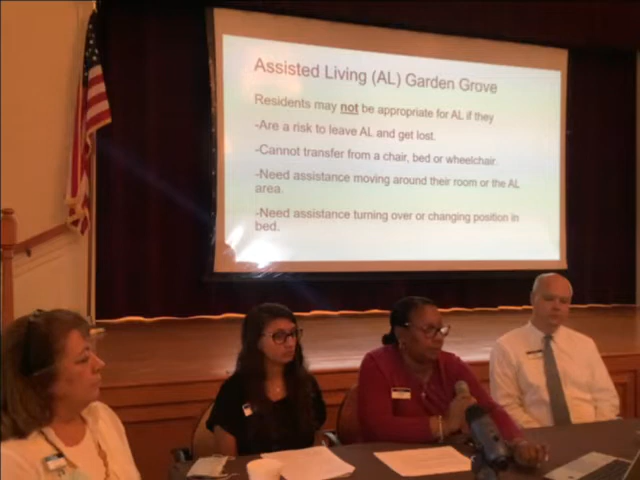 Assisted Living (AL) Garden Grove
Residents may not be appropriate for AL if they
-Are a risk to leave AL and get lost.
-Cannot transfer from a chair, bed or wheelchair.
-Need assistance moving around their room or the AL
area.
-Need assistance turning over or changing position in
bed.